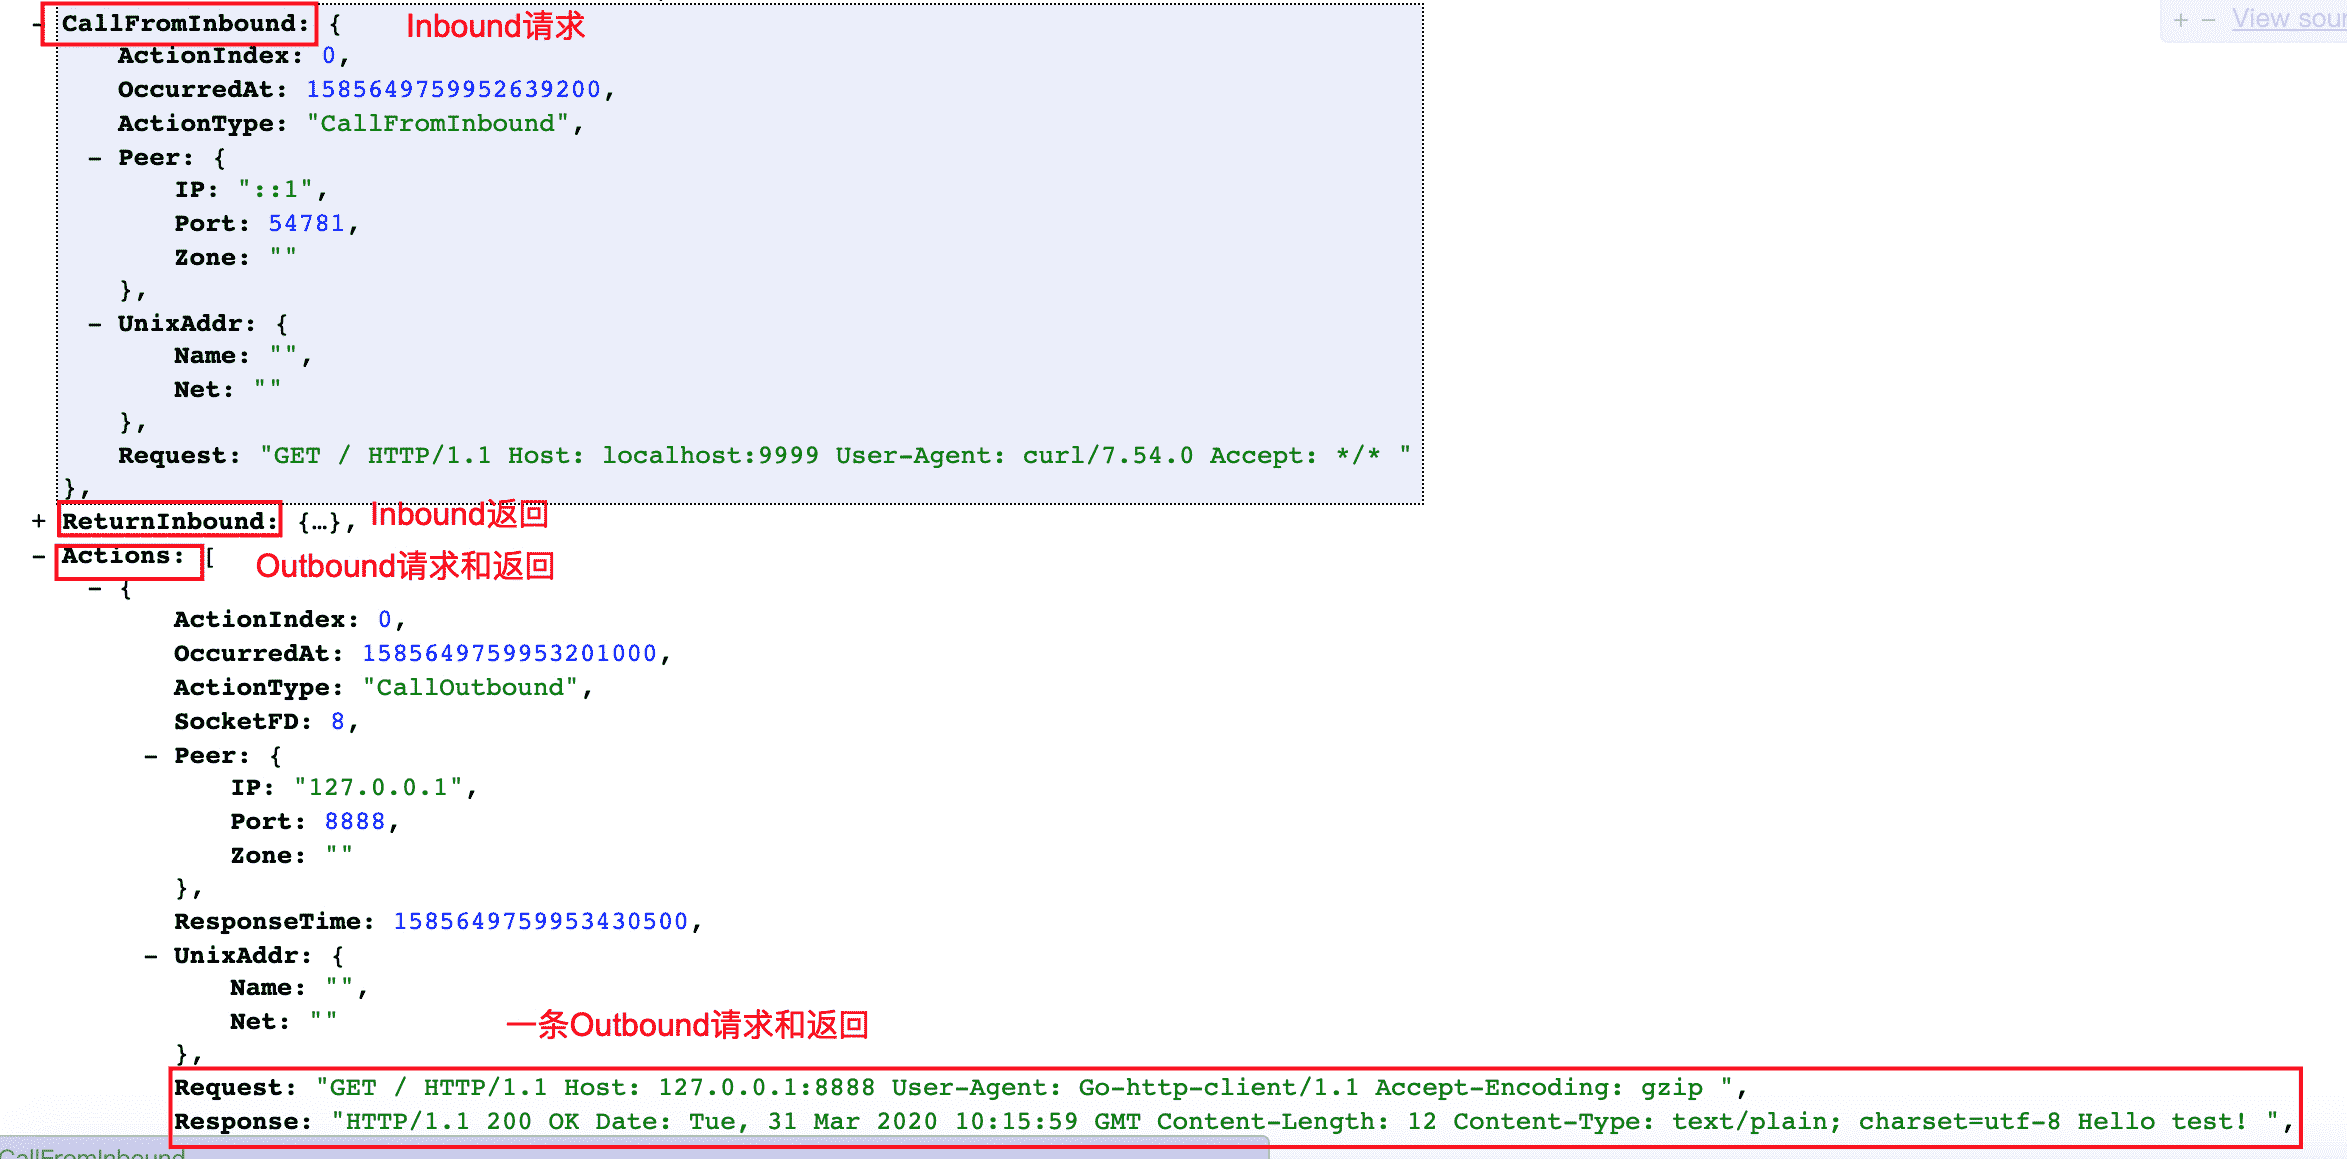 - CallFromInbound: { Inbound请求
ActionIndex: 0,
OccurredAt: 1585649759952639200,
ActionType: "CallFromInbound",
- Peer: {
IP: "::1",
Port: 54781,
Zone: ""
},
- UnixAddr: {
Name: "",
Net: ""
},
Request: "GET / HTTP/1.1 Host: localhost:9999 User-Agent: curl/7.54.0 Accept: */* "
},
+ ReturnInbound: {…}, Inbound返回
- Actions: [ Outbound请求和返回
- {
ActionIndex: 0,
OccurredAt: 1585649759953201000,
ActionType: "CallOutbound",
SocketFD: 8,
- Peer: {
IP: "127.0.0.1",
Port: 8888,
Zone: ""
},
ResponseTime: 1585649759953430500,
- UnixAddr: {
Name: "",
Net: ""
},
一条Outbound请求和返回
Request: "GET / HTTP/1.1 Host: 127.0.0.1:8888 User-Agent: Go-http-client/1.1 Accept-Encoding: gzip ",
Response: "HTTP/1.1 200 OK Date: Tue, 31 Mar 2020 10:15:59 GMT Content-Length: 12 Content-Type: text/plain; charset=utf-8 Hello test! ",
CallFromInbound
+ - View sour